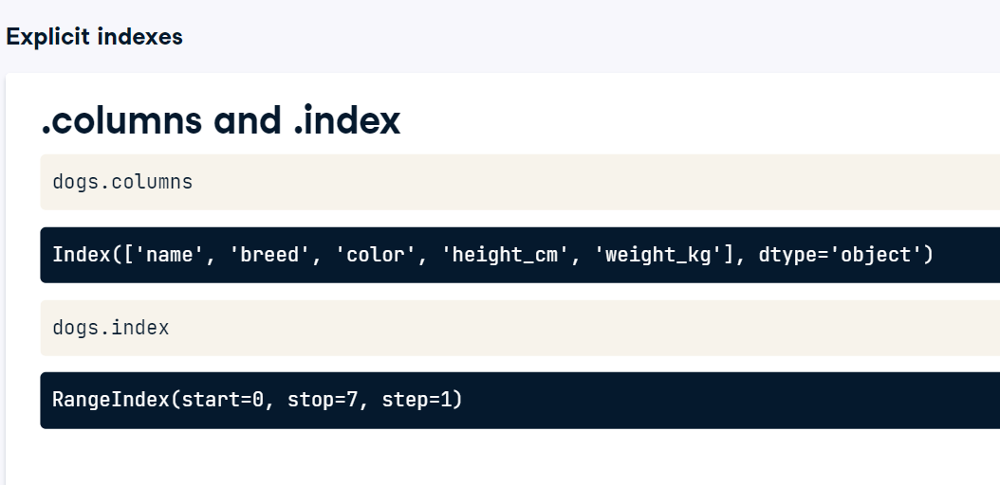 Explicit indexes
.columns and .index
dogs.columns
Index(['name', 'breed', 'color', 'height_cm', 'weight_kg'], dtype='object')
dogs.index
RangeIndex(start=0, stop=7, step=1)